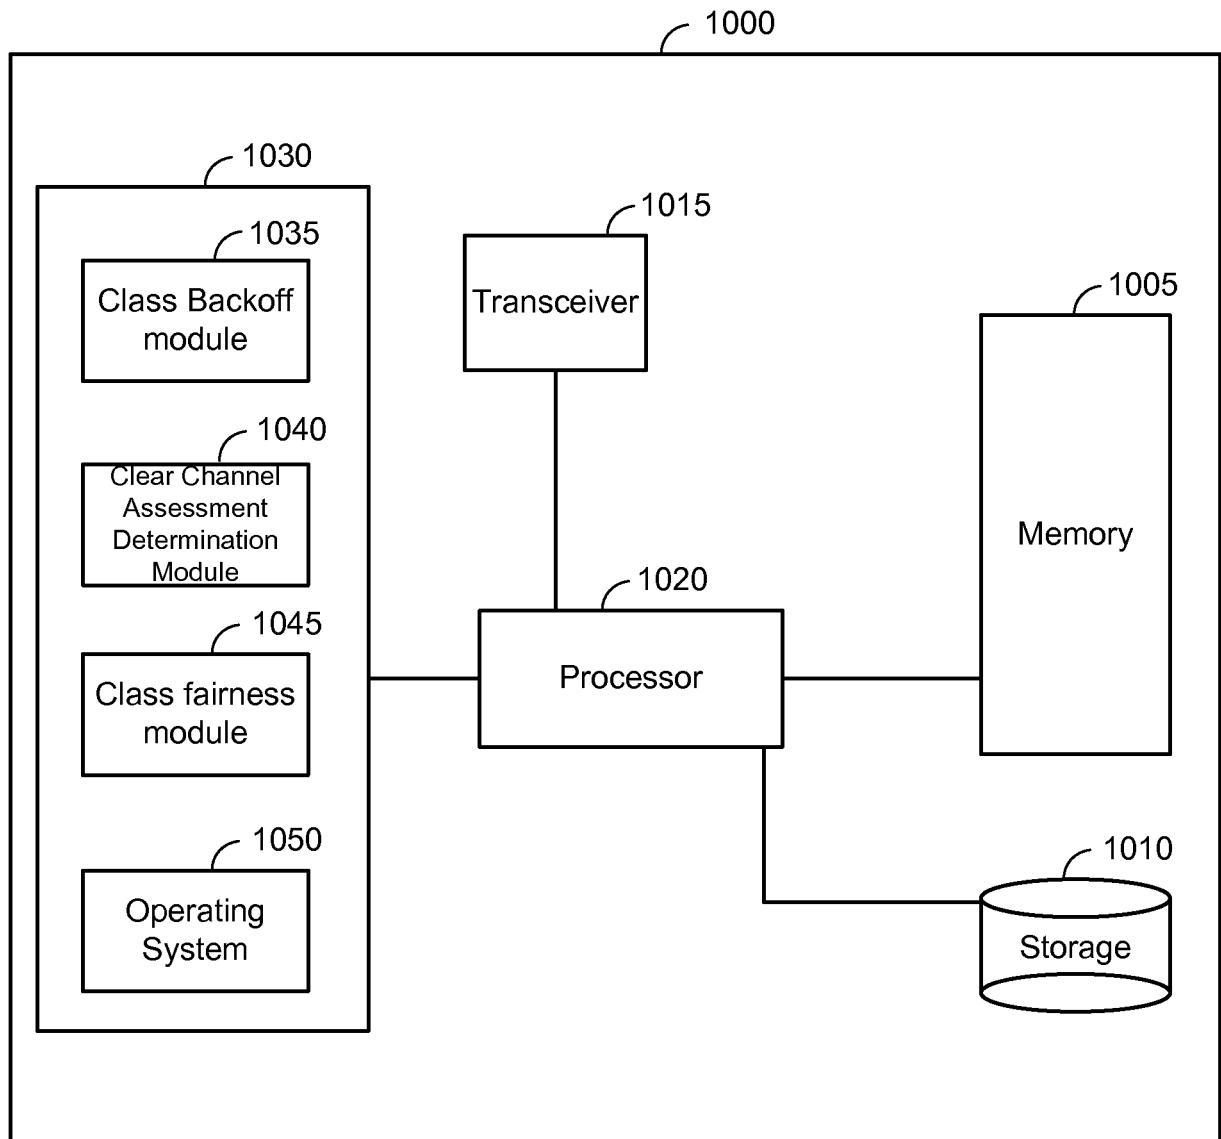 1000
1030
1035
Class Backoff
module
1040
Clear Channel
Assessment
Determination
Module
1045
Class fairness
module
1050
Operating
System
1015
Transceiver
1020
Processor
1005
Memory
1010
Storage